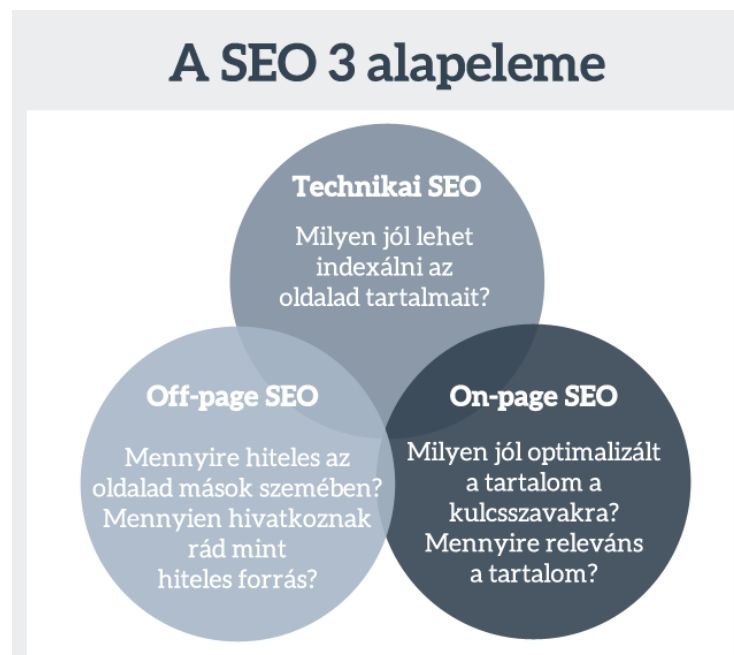 A SEO 3 alapeleme
Technikai SEO
Milyen jól lehet
indexálni az
oldalad tartalmait?
Off-page SEO
Mennyire hiteles az
oldalad mások szemében?
Mennyien hivatkoznak
rád mint
hiteles forrás?
On-page SEO
Milyen jól optimalizált
a tartalom a
kulcsszavakra?
Mennyire releváns
a tartalom?